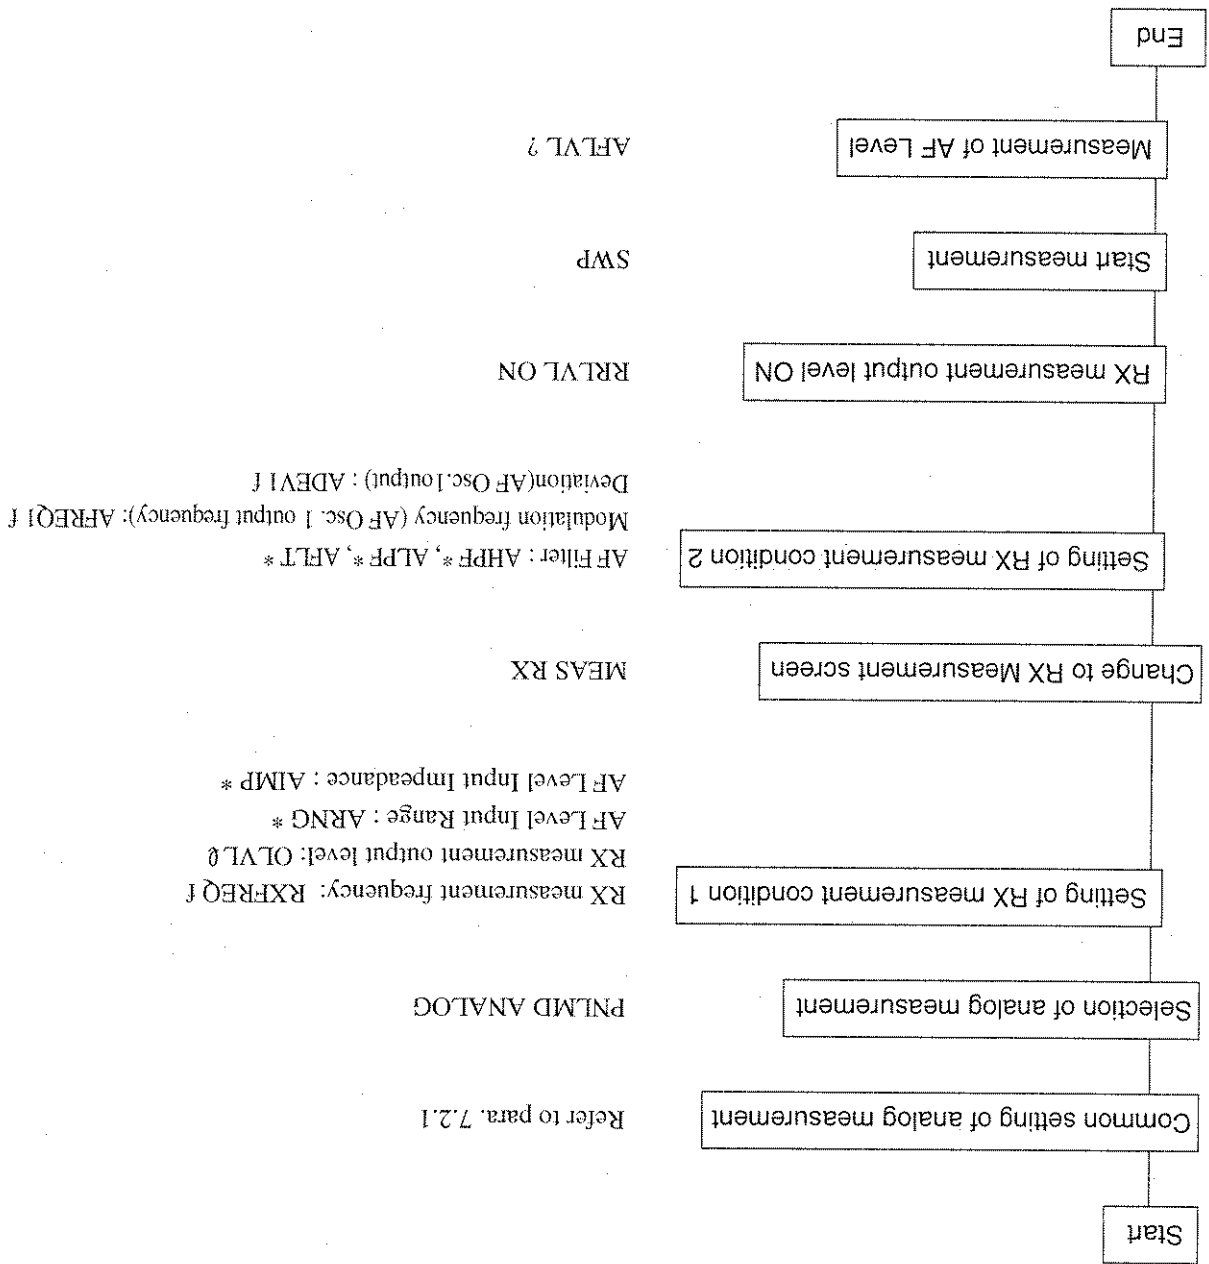 Start
Common setting of analog measurement
Refer to para. 7.2.1
Selection of analog measurement
PNLMD ANALOG
Setting of RX measurement condition 1
RX measurement frequency: RXFREQ f
RX measurement output level: OLVL ℓ
AF Level Input Range : ARNG *
AF Level Input Impeadance : AIMP *
Change to RX Measurement screen
MEAS RX
Setting of RX measurement condition 2
AF Filter : AHPF *, ALPF *, AFLT *
Modulation frequency (AF Osc. 1 output frequency): AFREQ1 f
Deviation(AF Osc.1output) : ADEV1 f
RX measurement output level ON
RRLVL ON
Start measurement
SWP
Measurement of AF Level
AFLVL ?
End